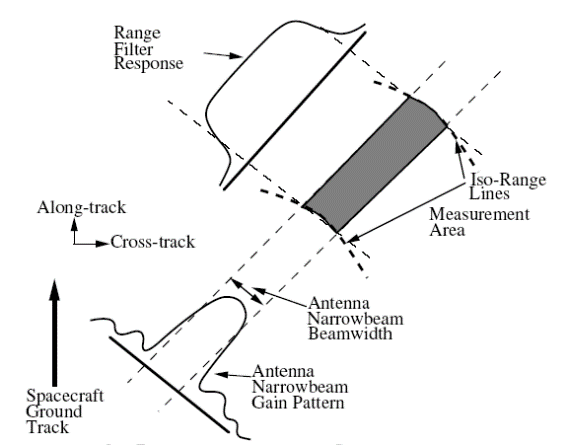 Range
Filter
Response
Iso-Range
Lines
Measurement
Area
Along-track
Cross-track
Antenna
Narrowbeam
Beamwidth
Antenna
Narrowbeam
Gain Pattern
Spacecraft
Ground
Track